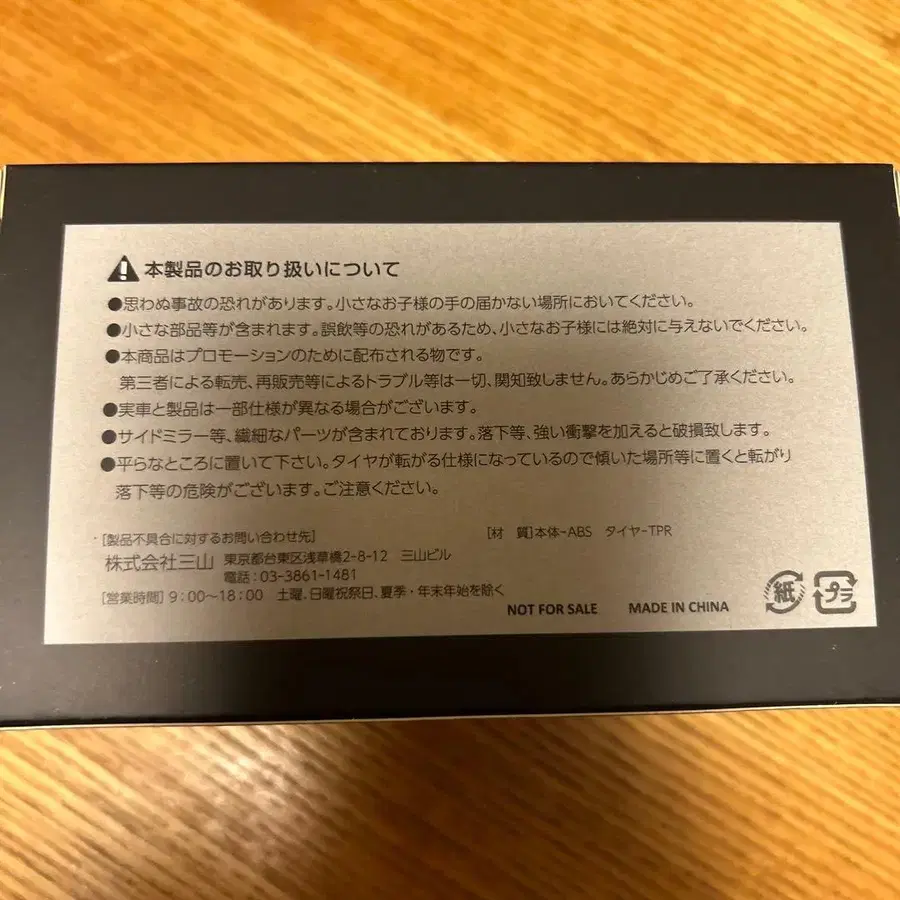 本製品のお取り扱いについて
●思わぬ事故の恐れがあります。小さなお子様の手の届かない場所においてください。
●小さな部品等が含まれます。誤飲等の恐れがあるため、小さなお子様には絶対に与えないでください。
●本商品はプロモーションのために配布される物です。
第三者による転売、再販売等によるトラブル等は一切、関知致しません。あらかじめご了承ください。
●実車と製品は一部仕様が異なる場合がございます。
●サイドミラー等、繊細なパーツが含まれております。落下等、強い衝撃を加えると破損致します。
●平らなところに置いて下さい。タイヤが転がる仕様になっているので傾いた場所等に置くと転がり
落下等の危険がございます。ご注意ください。
[製品不具合に対するお問い合わせ先] [材 質]本体-ABS タイヤ-TPR
株式会社三山 東京都台東区浅草橋2-8-12 三山ビル
電話：03-3861-1481
[営業時間] 9：00～18：00 土曜、日曜祝祭日、夏季・年末年始を除く
NOT FOR SALE MADE IN CHINA 紙 プラ